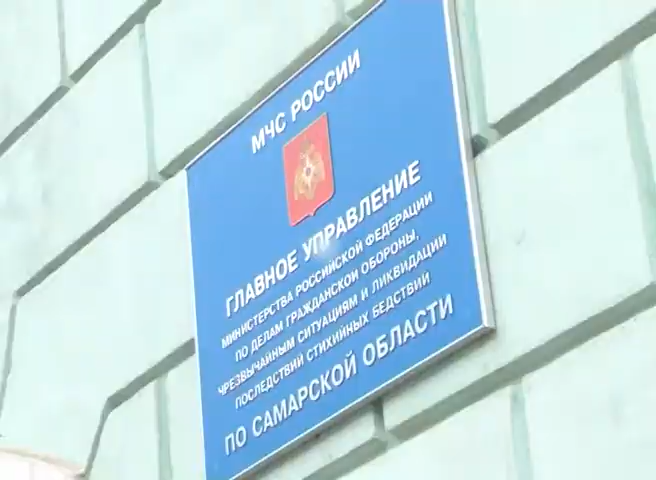 МЧС РОССИИ
ГЛАВНОЕ УПРАВЛЕНИЕ
МИНИСТЕРСТВА РОССИЙСКОЙ ФЕДЕРАЦИИ
ПО ДЕЛАМ ГРАЖДАНСКОЙ ОБОРОНЫ,
ЧРЕЗВЫЧАЙНЫМ СИТУАЦИЯМ И ЛИКВИДАЦИИ
ПОСЛЕДСТВИЙ СТИХИЙНЫХ БЕДСТВИЙ
ПО САМАРСКОЙ ОБЛАСТИ